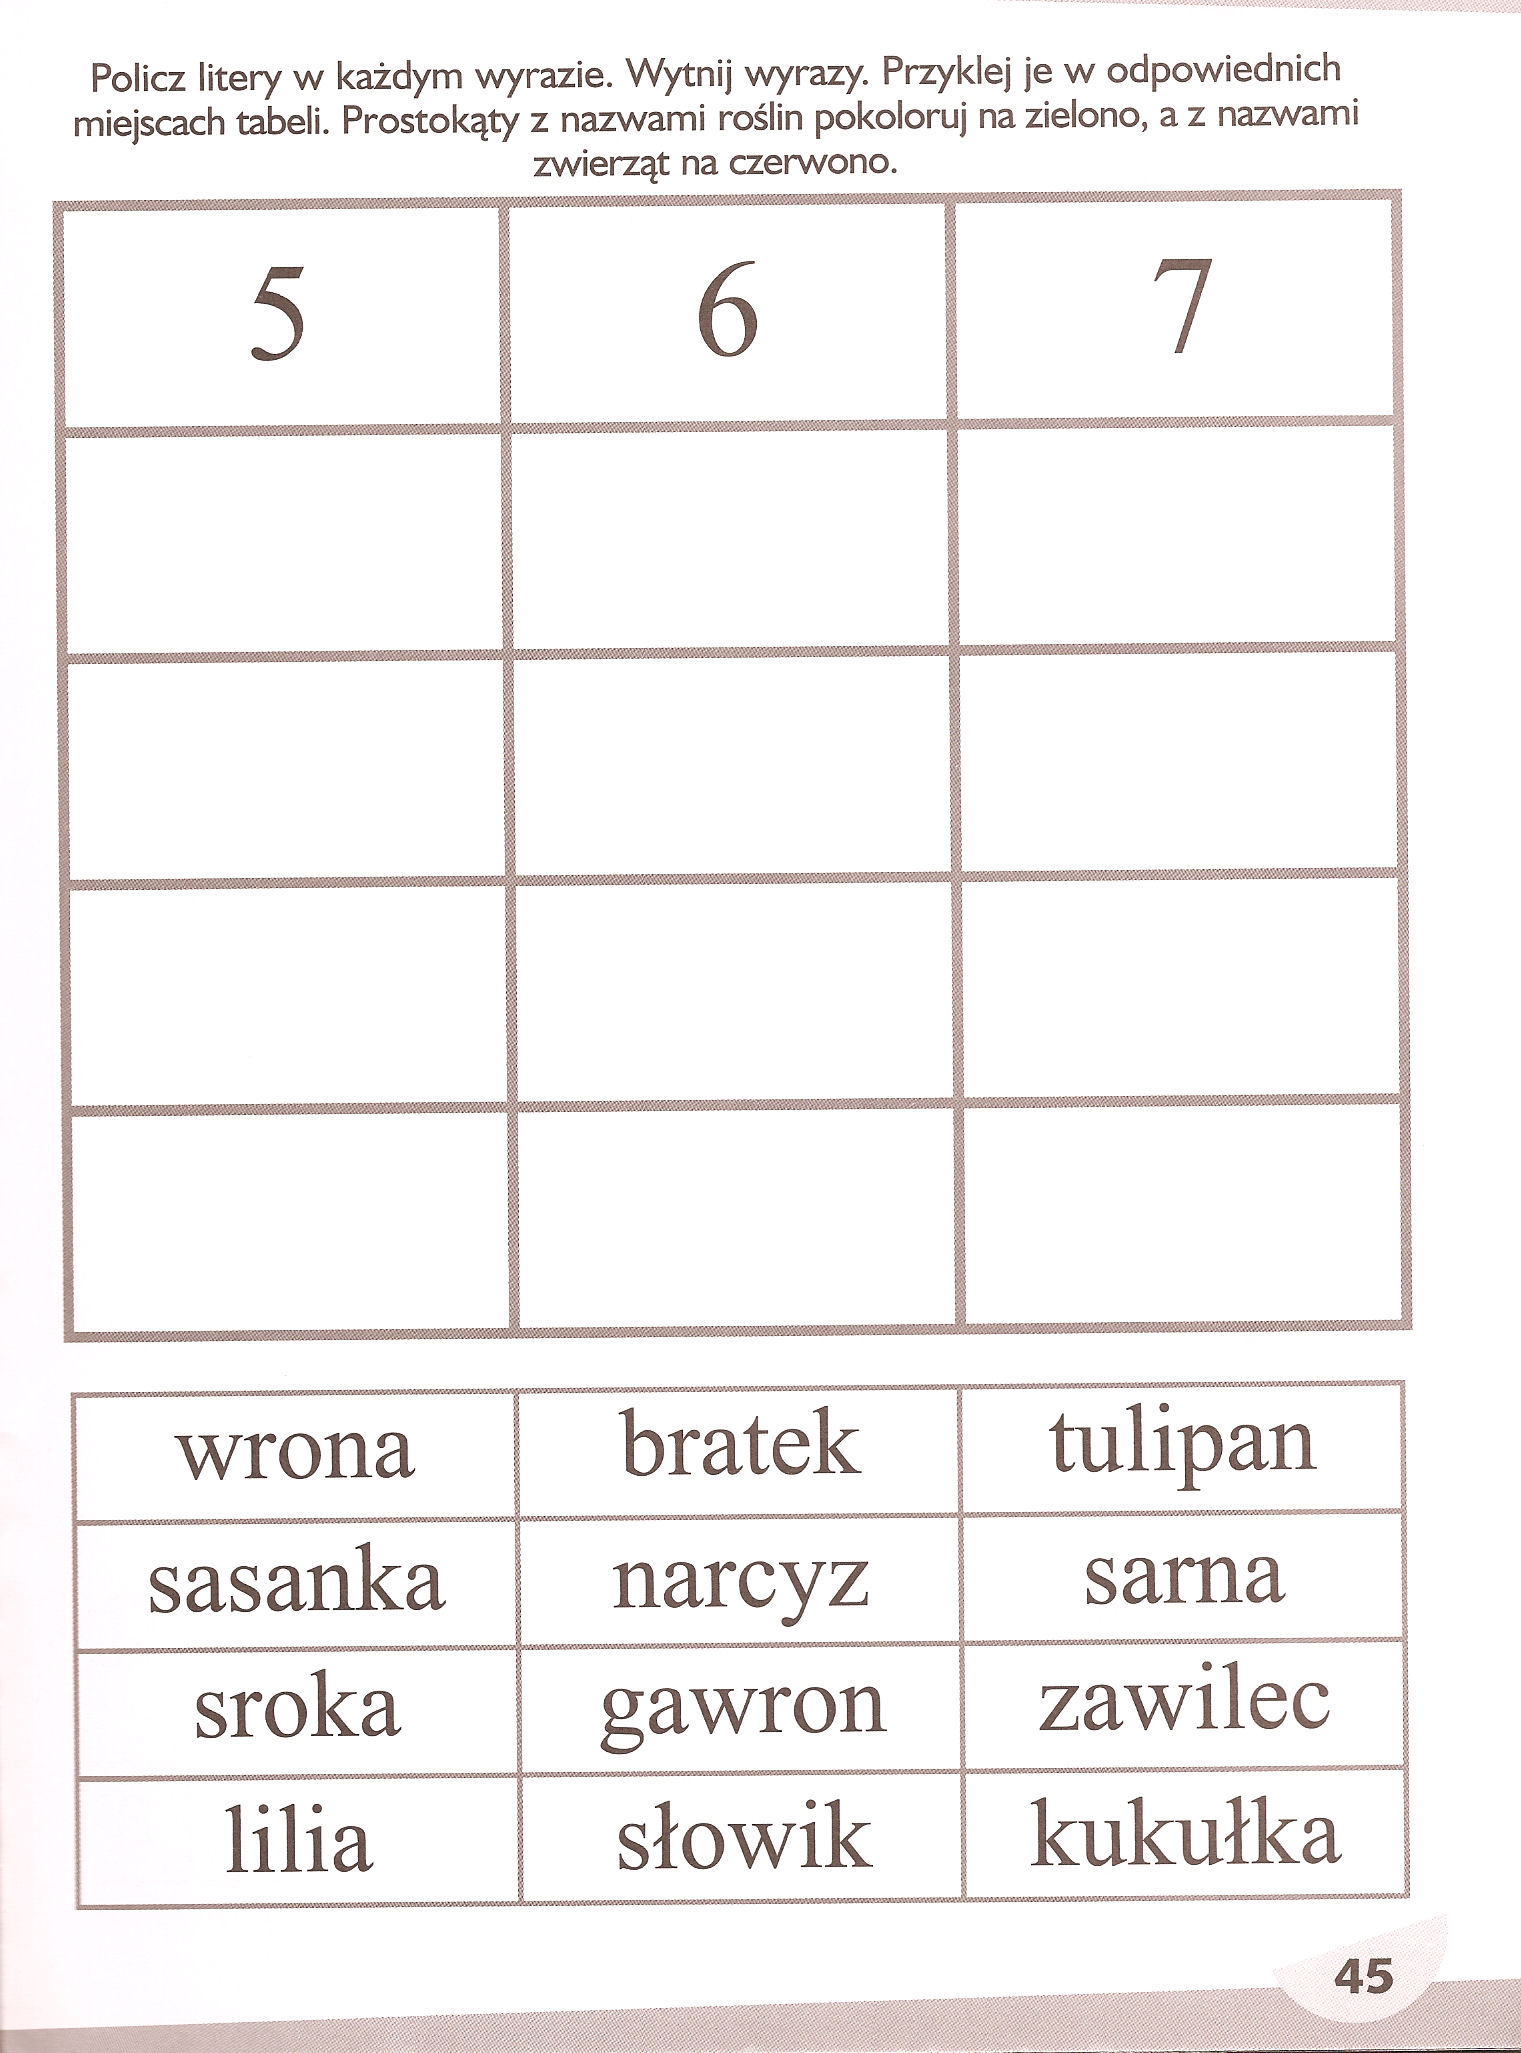 Policz litery w każdym wyrazie. Wytnij wyrazy. Przyklej je w odpowiednich
miejscach tabeli. Prostokąty z nazwami roślin pokoloruj na zielono, a z nazwami
zwierząt na czerwono.
5 6 7
wrona bratek tulipan
sasanka narcyz sarna
sroka gawron zawilec
lilia słowik kukułka
45